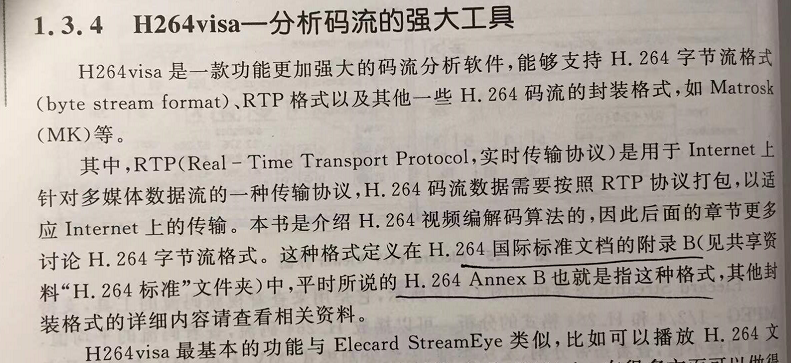 1.3.4 H264visa—分析码流的强大工具
H264visa 是一款功能更加强大的码流分析软件,能够支持 H.264 字节流格式
(byte stream format)、RTP 格式以及其他一些 H.264 码流的封装格式,如 Matrosk
(MK)等。
其中,RTP(Real-Time Transport Protocol,实时传输协议)是用于 Internet 上
针对多媒体数据流的一种传输协议,H.264 码流数据需要按照 RTP 协议打包,以适
应 Internet 上的传输。本书是介绍 H.264 视频编解码算法的,因此后面的章节更多
讨论 H.264 字节流格式。这种格式定义在 H.264 国际标准文档的附录 B(见共享资
料“H.264 标准”文件夹)中,平时所说的 H.264 Annex B 也就是指这种格式,其他封
装格式的详细内容请查看相关资料。
H264visa 最基本的功能与 Elecard StreamEye 类似,比如可以播放 H.264 文